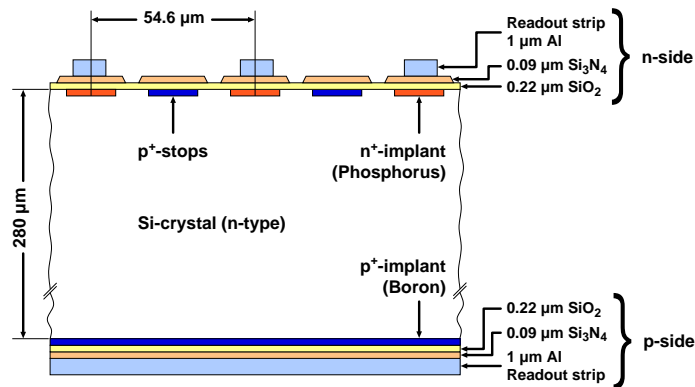 54.6 µm
Readout strip
1 µm Al
0.09 µm Si₃N₄
0.22 µm SiO₂
n-side
p⁺-stops
n⁺-implant
(Phosphorus)
280 µm
Si-crystal (n-type)
p⁺-implant
(Boron)
0.22 µm SiO₂
0.09 µm Si₃N₄
1 µm Al
Readout strip
p-side